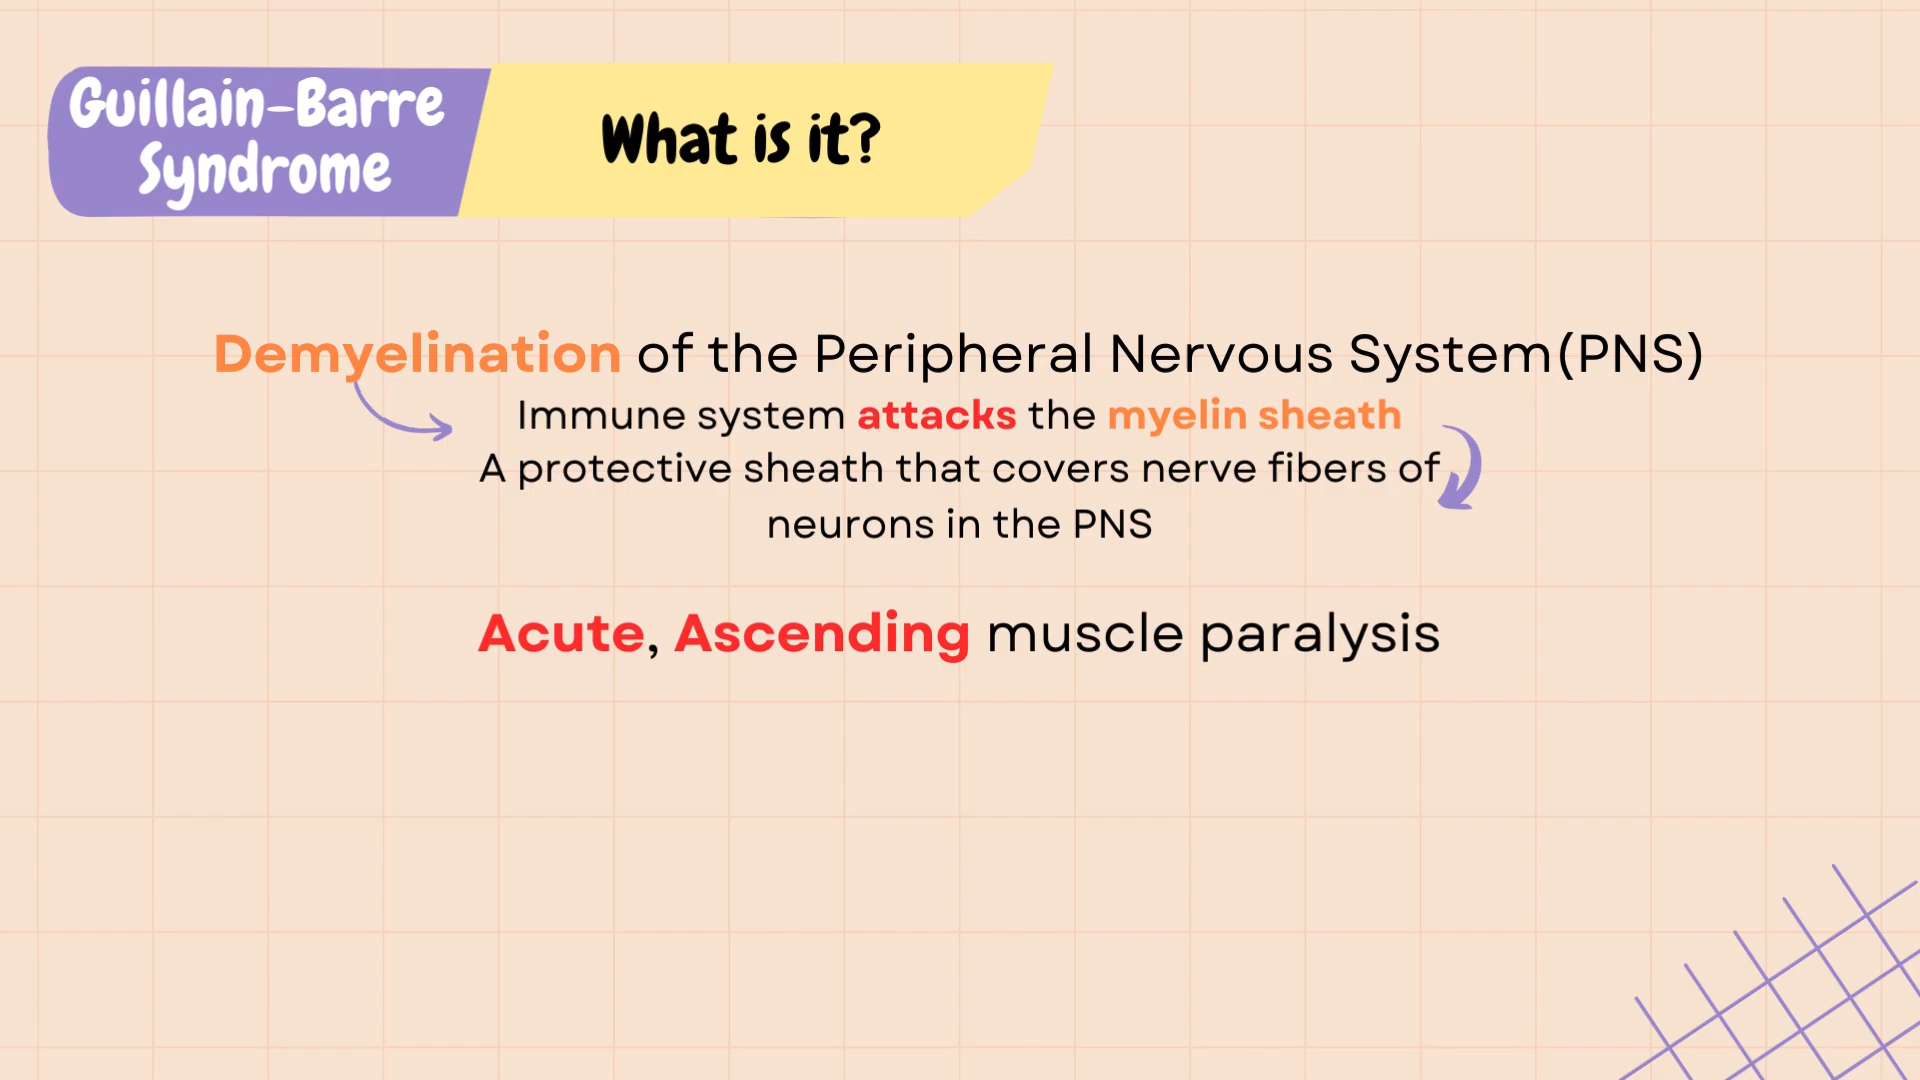 Guillain-Barre
Syndrome
What is it?
Demyelination of the Peripheral Nervous System(PNS)
Immune system attacks the myelin sheath
A protective sheath that covers nerve fibers of
neurons in the PNS
Acute, Ascending muscle paralysis